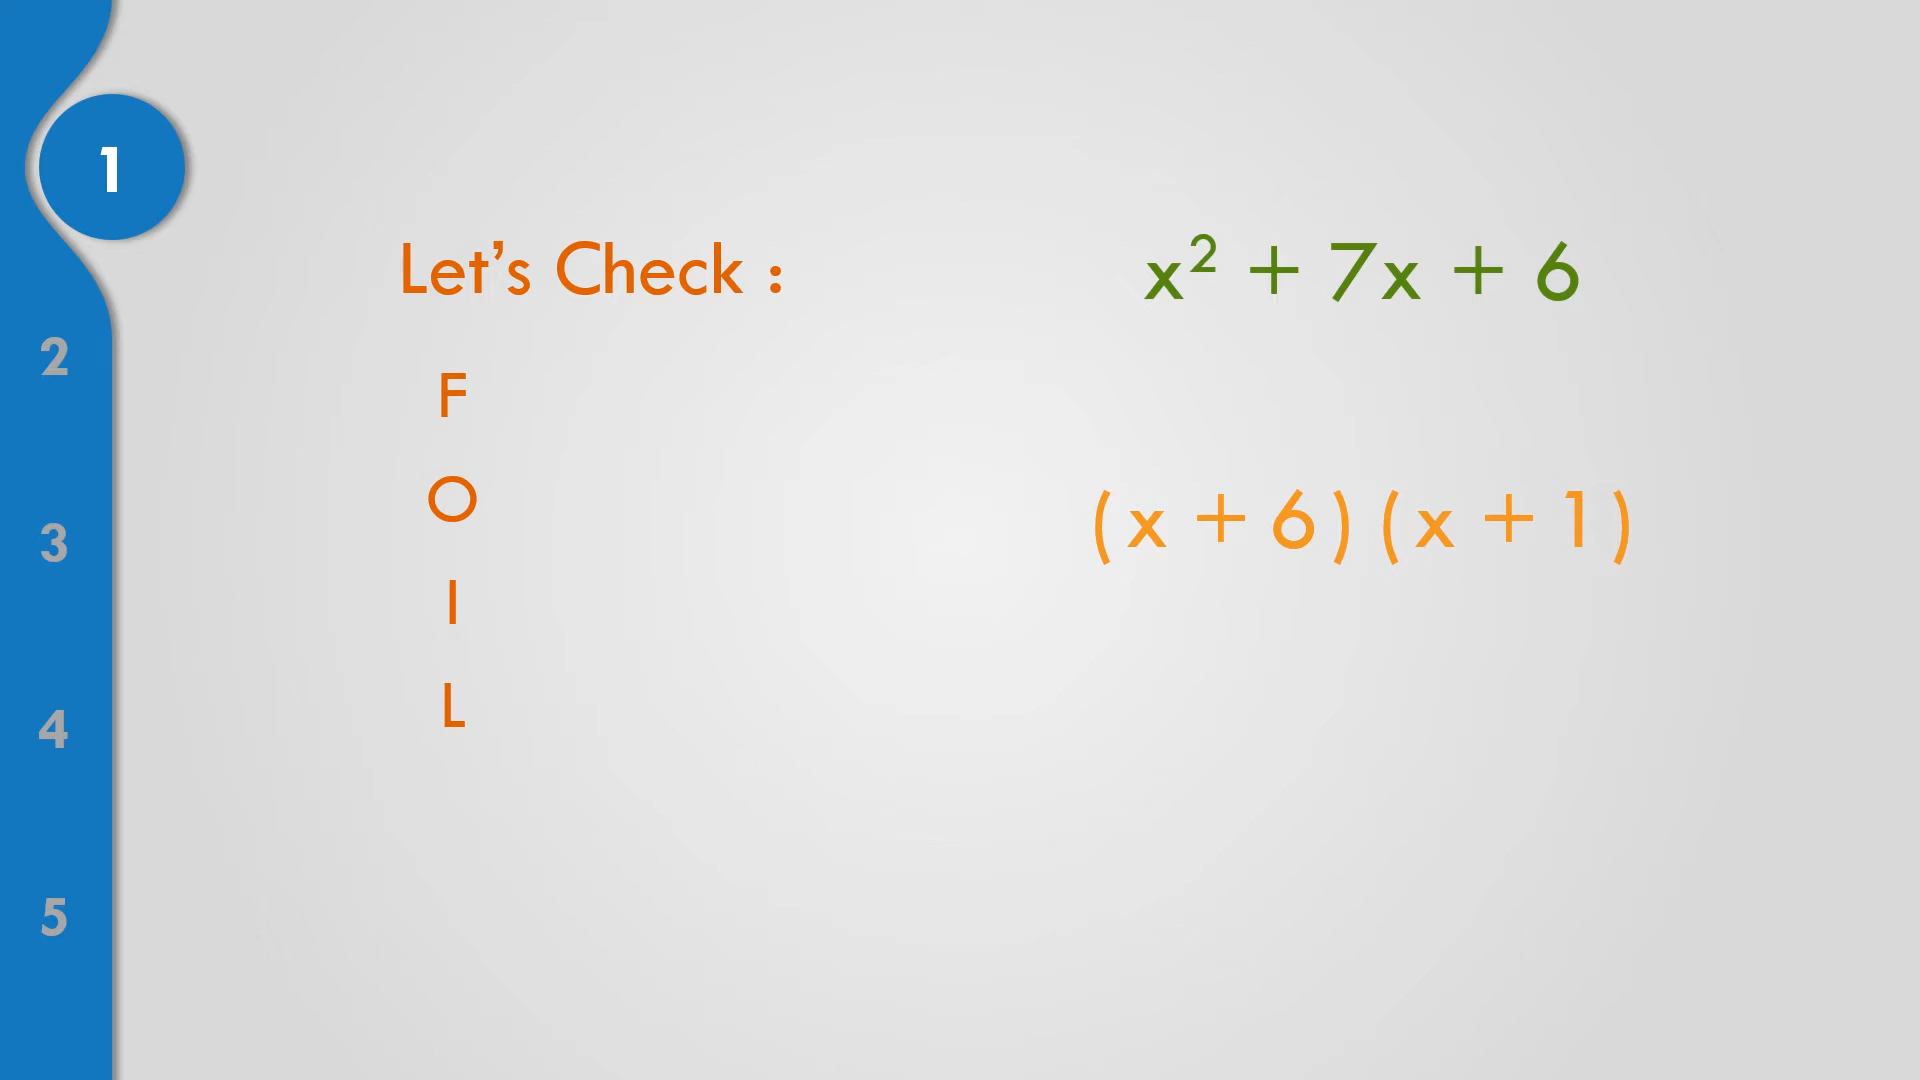 1
2
3
4
5
Let’s Check :
F
O
I
L
x² + 7x + 6
( x + 6 ) ( x + 1 )